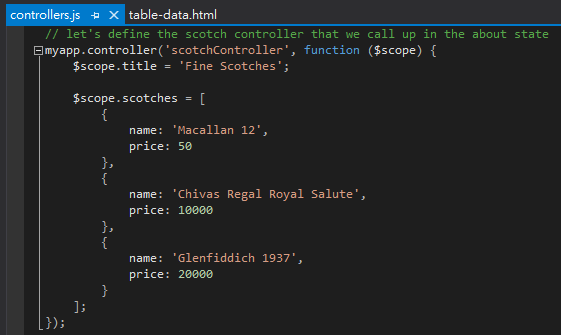 controllers.js table-data.html
// let's define the scotch controller that we call up in the about state
myapp.controller('scotchController', function ($scope) {
    $scope.title = 'Fine Scotches';

    $scope.scotches = [
        {
            name: 'Macallan 12',
            price: 50
        },
        {
            name: 'Chivas Regal Royal Salute',
            price: 10000
        },
        {
            name: 'Glenfiddich 1937',
            price: 20000
        }
    ];
});